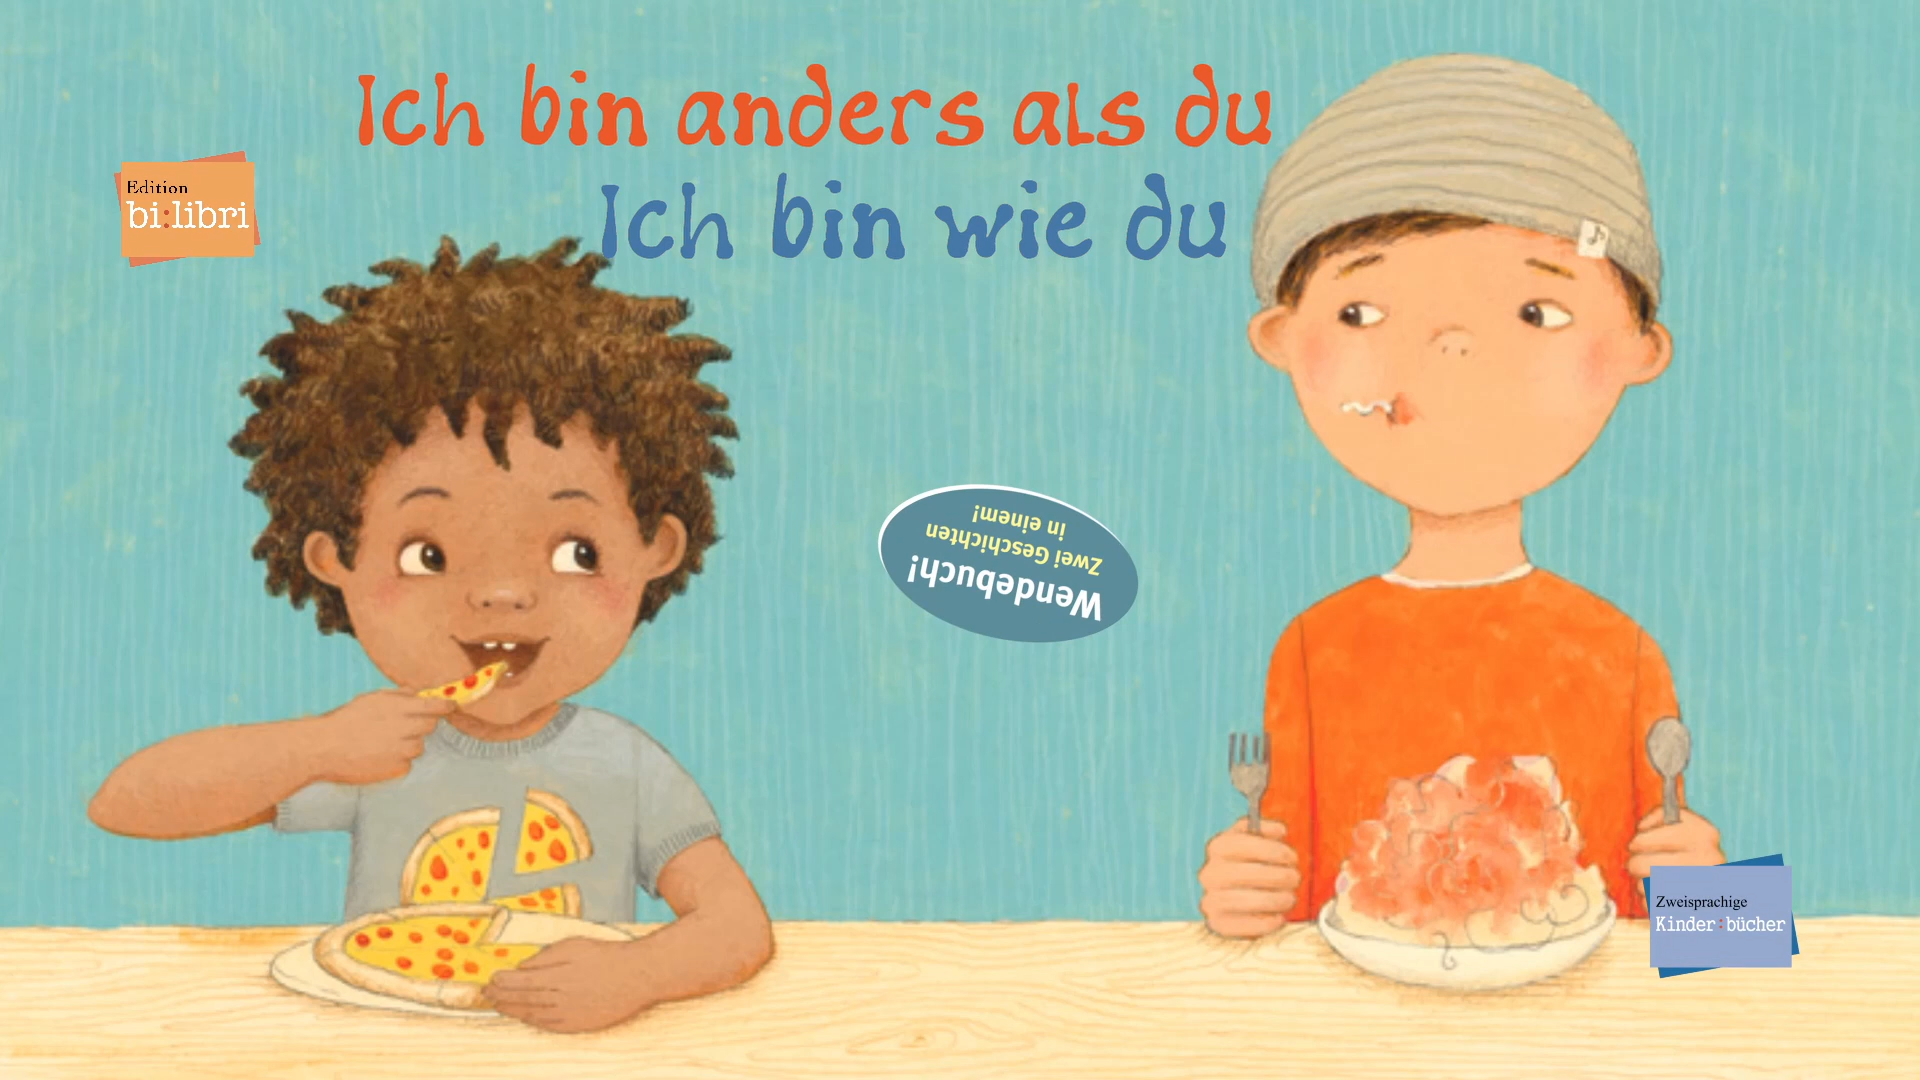 Ich bin anders als du
Ich bin wie du
Edition
bi:libri
Wendebuch!
Zwei Geschichten
in einem!
Zweisprachige
Kinder:bücher